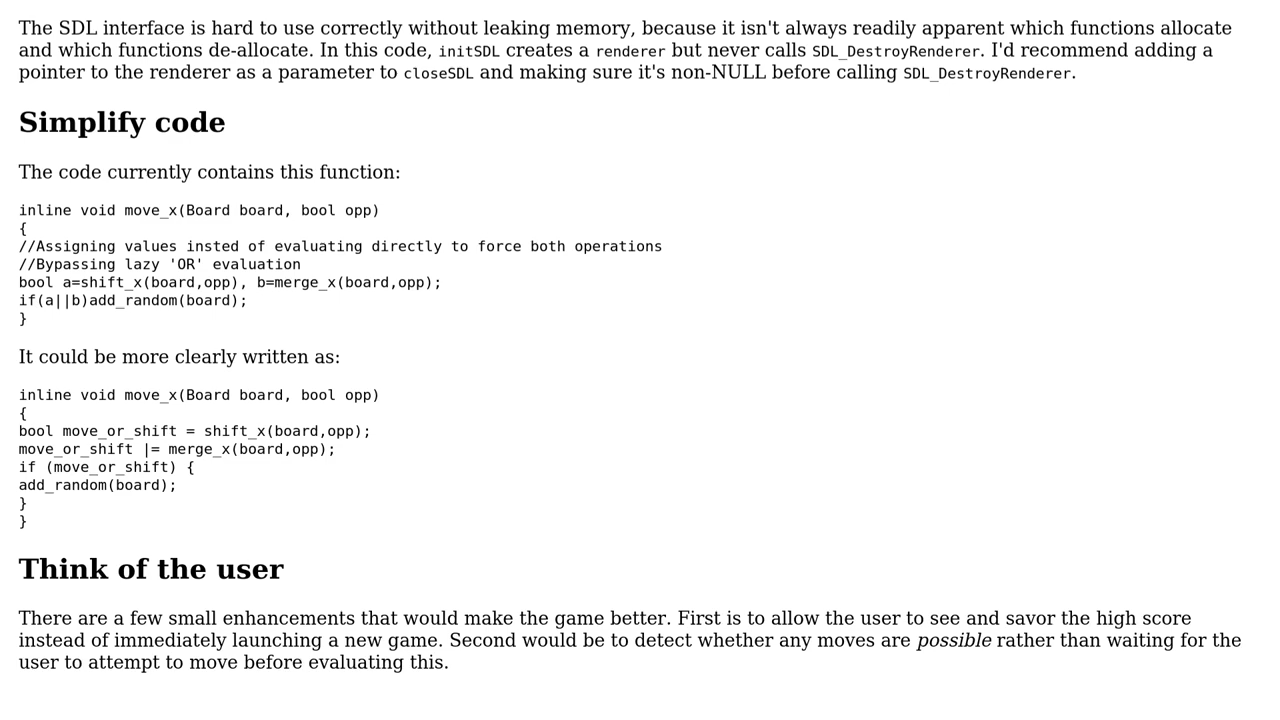 The SDL interface is hard to use correctly without leaking memory, because it isn't always readily apparent which functions allocate
and which functions de-allocate. In this code, initSDL creates a renderer but never calls SDL_DestroyRenderer. I'd recommend adding a
pointer to the renderer as a parameter to closeSDL and making sure it's non-NULL before calling SDL_DestroyRenderer.
Simplify code
The code currently contains this function:
inline void move_x(Board board, bool opp)
{
//Assigning values insted of evaluating directly to force both operations
//Bypassing lazy 'OR' evaluation
bool a=shift_x(board,opp), b=merge_x(board,opp);
if(a||b)add_random(board);
}
It could be more clearly written as:
inline void move_x(Board board, bool opp)
{
bool move_or_shift = shift_x(board,opp);
move_or_shift |= merge_x(board,opp);
if (move_or_shift) {
add_random(board);
}
}
Think of the user
There are a few small enhancements that would make the game better. First is to allow the user to see and savor the high score
instead of immediately launching a new game. Second would be to detect whether any moves are possible rather than waiting for the
user to attempt to move before evaluating this.